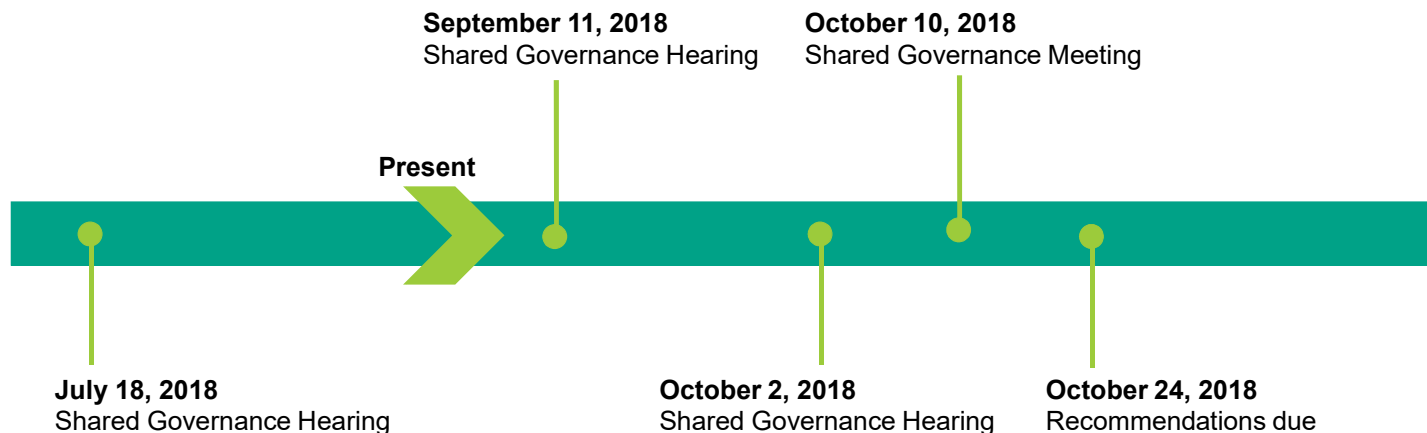 September 11, 2018
Shared Governance Hearing
October 10, 2018
Shared Governance Meeting
Present
July 18, 2018
Shared Governance Hearing
October 2, 2018
Shared Governance Hearing
October 24, 2018
Recommendations due